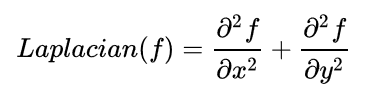 Laplacian(f) = ∂²f/∂x² + ∂²f/∂y²